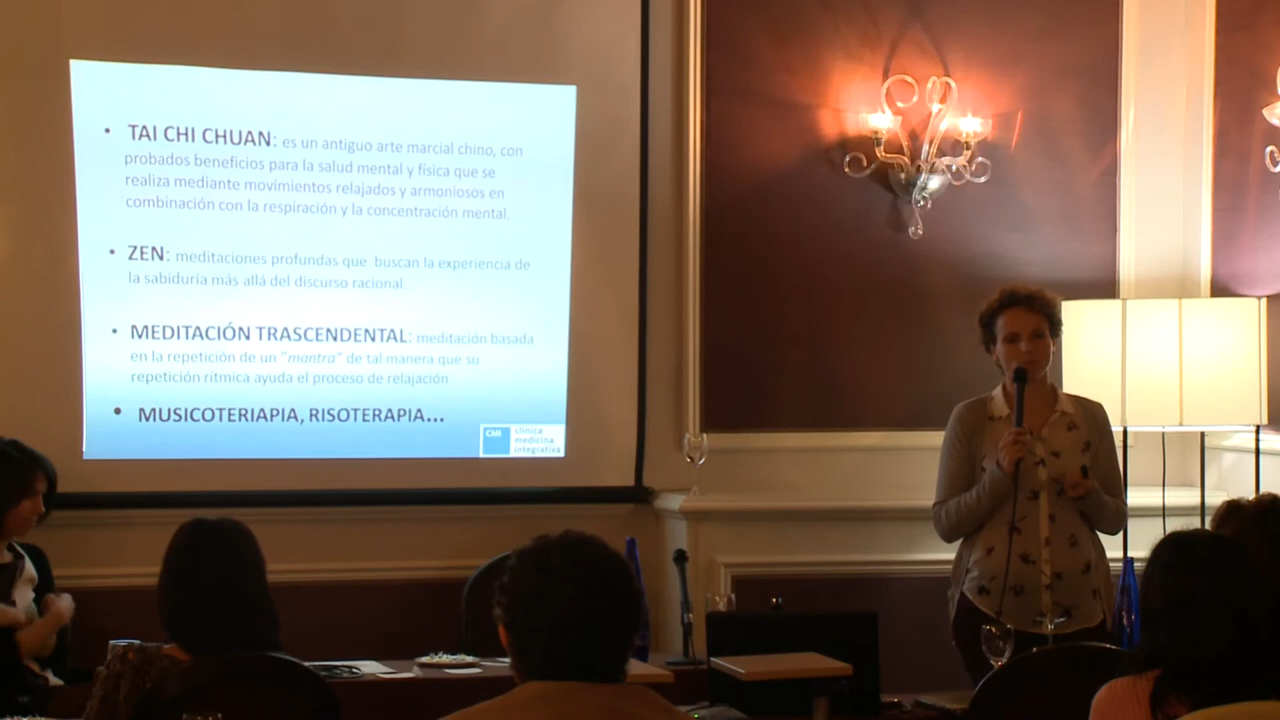 • TAI CHI CHUAN: es un antiguo arte marcial chino, con
probados beneficios para la salud mental y física que se
realiza mediante movimientos relajados y armoniosos en
combinación con la respiración y la concentración mental.
• ZEN: meditaciones profundas que buscan la experiencia de
la sabiduría más allá del discurso racional.
• MEDITACIÓN TRASCENDENTAL: meditación basada
en la repetición de un "mantra" de tal manera que su
repetición rítmica ayuda el proceso de relajación
• MUSICOTERIAPIA, RISOTERAPIA...
CMI
clínica
medicina
integrativa